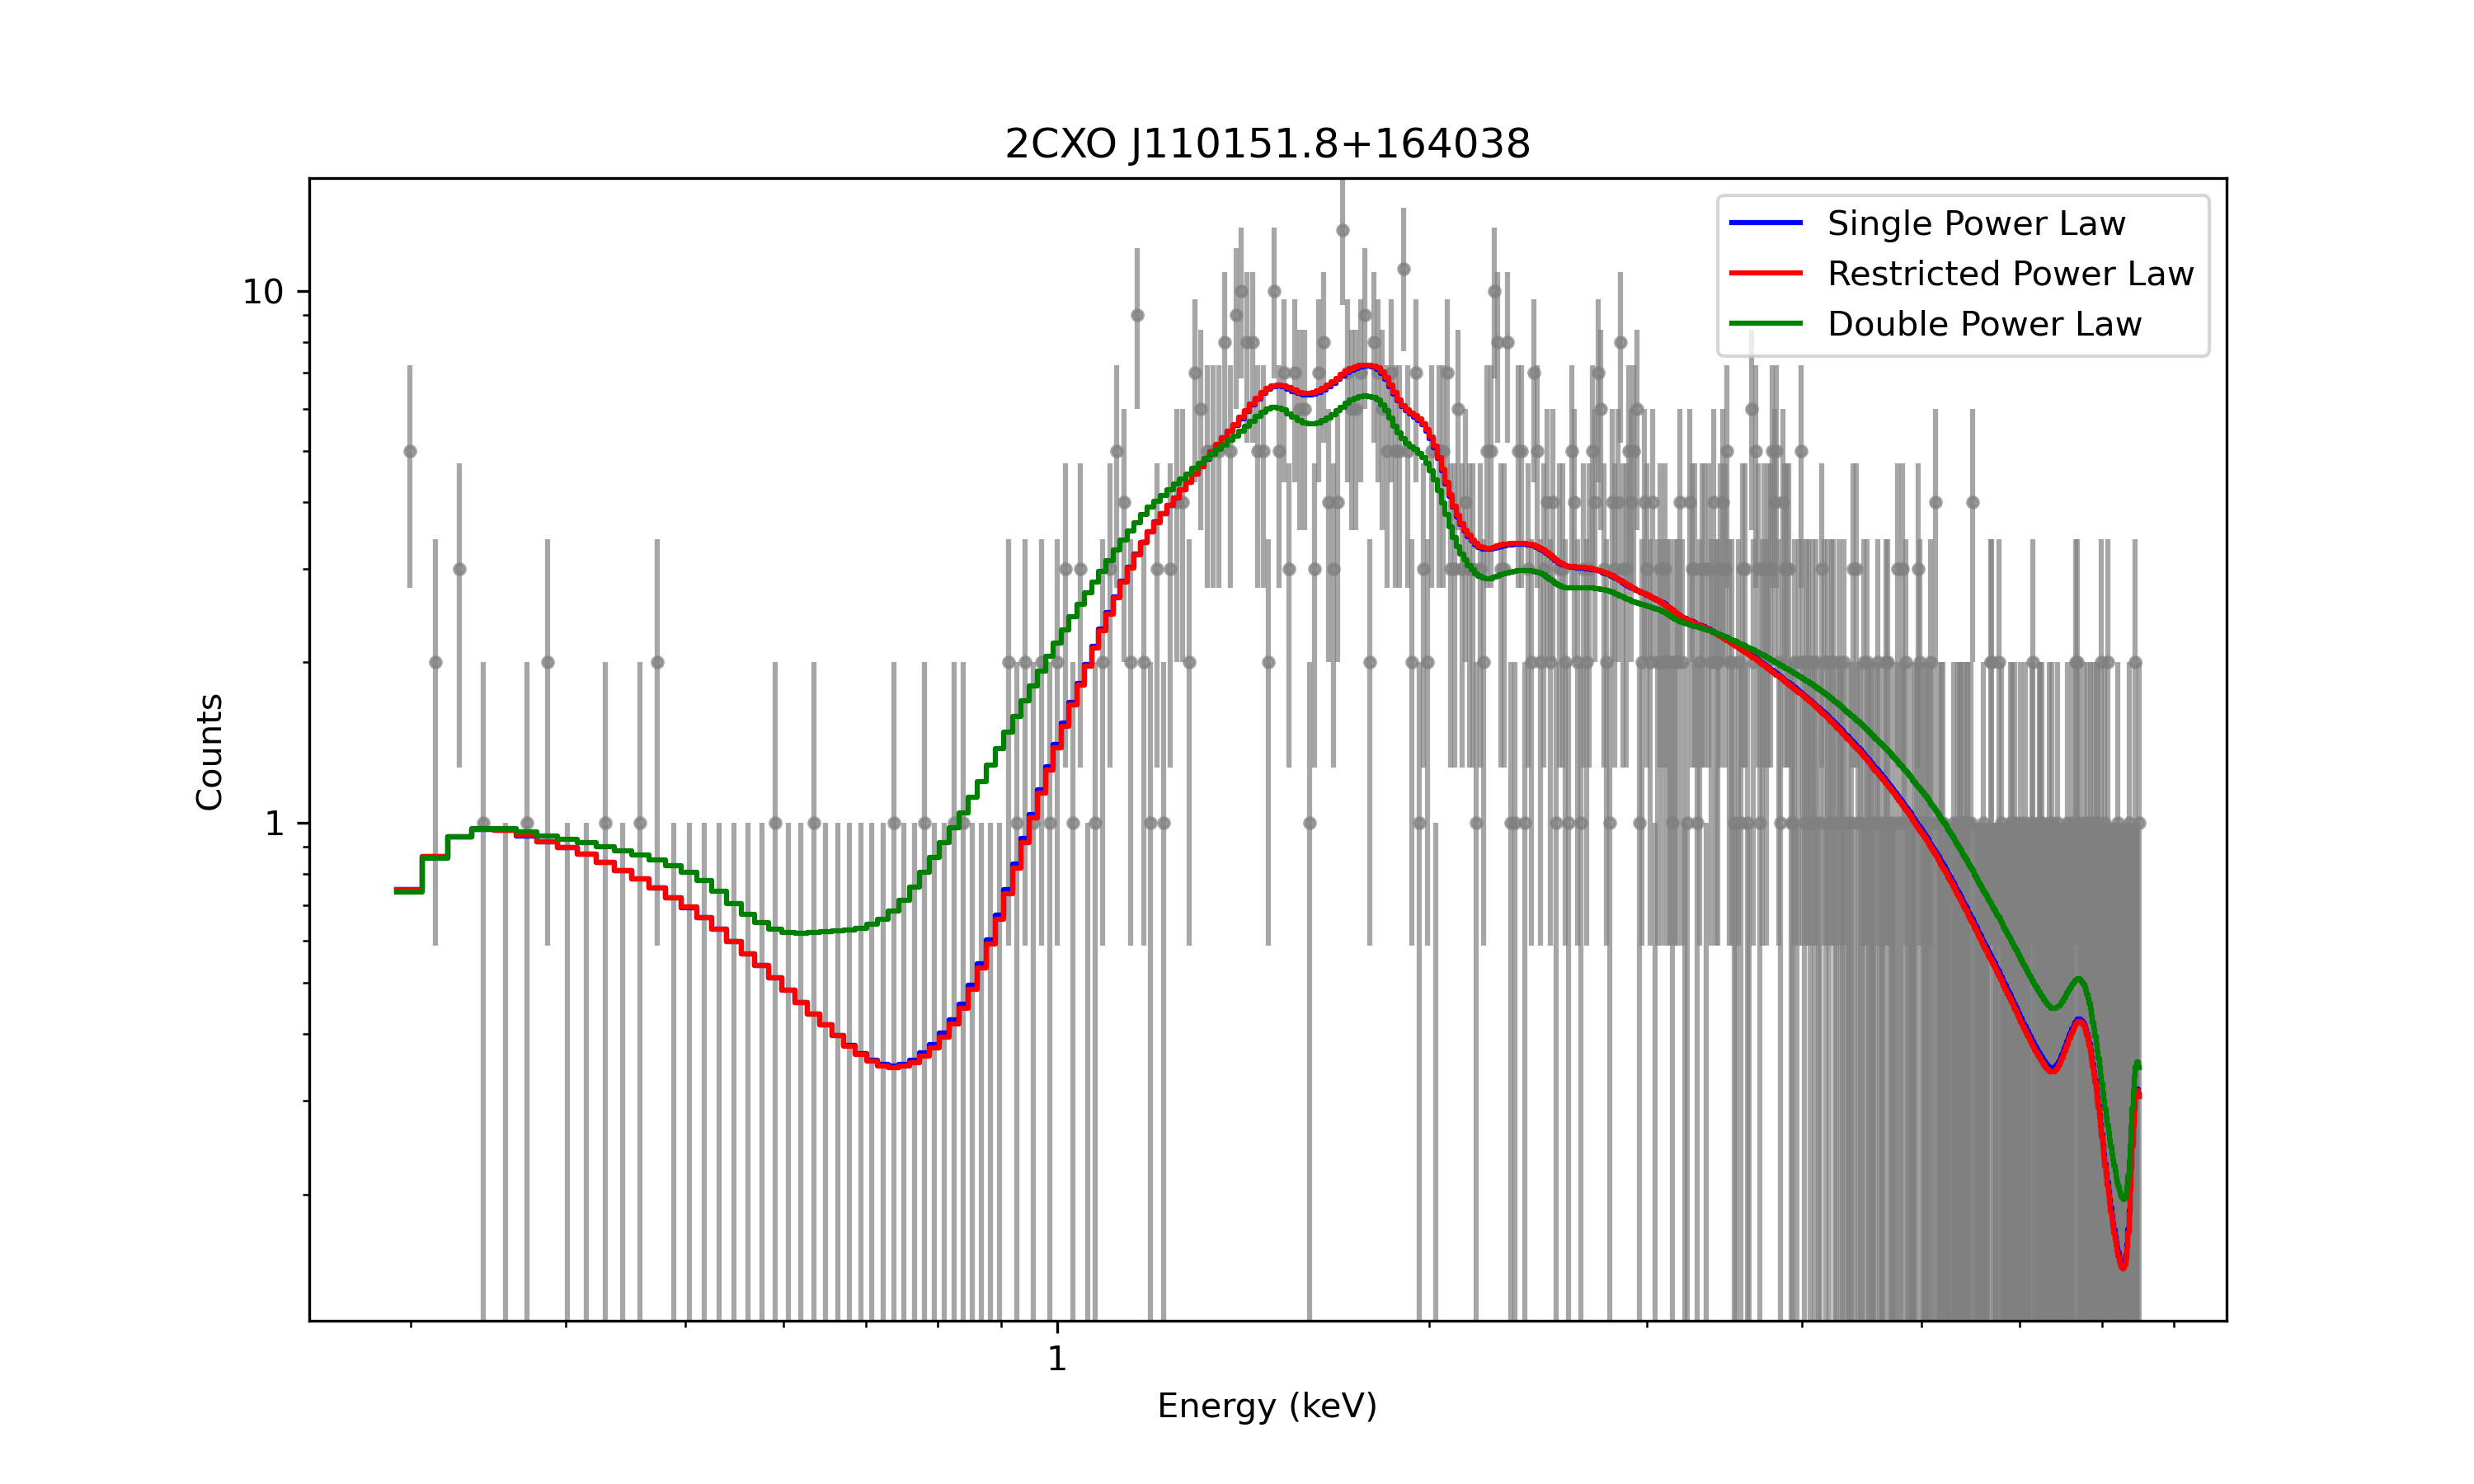 2CXO J110151.8+164038
Single Power Law
Restricted Power Law
Double Power Law
10
1
Counts
1
Energy (keV)